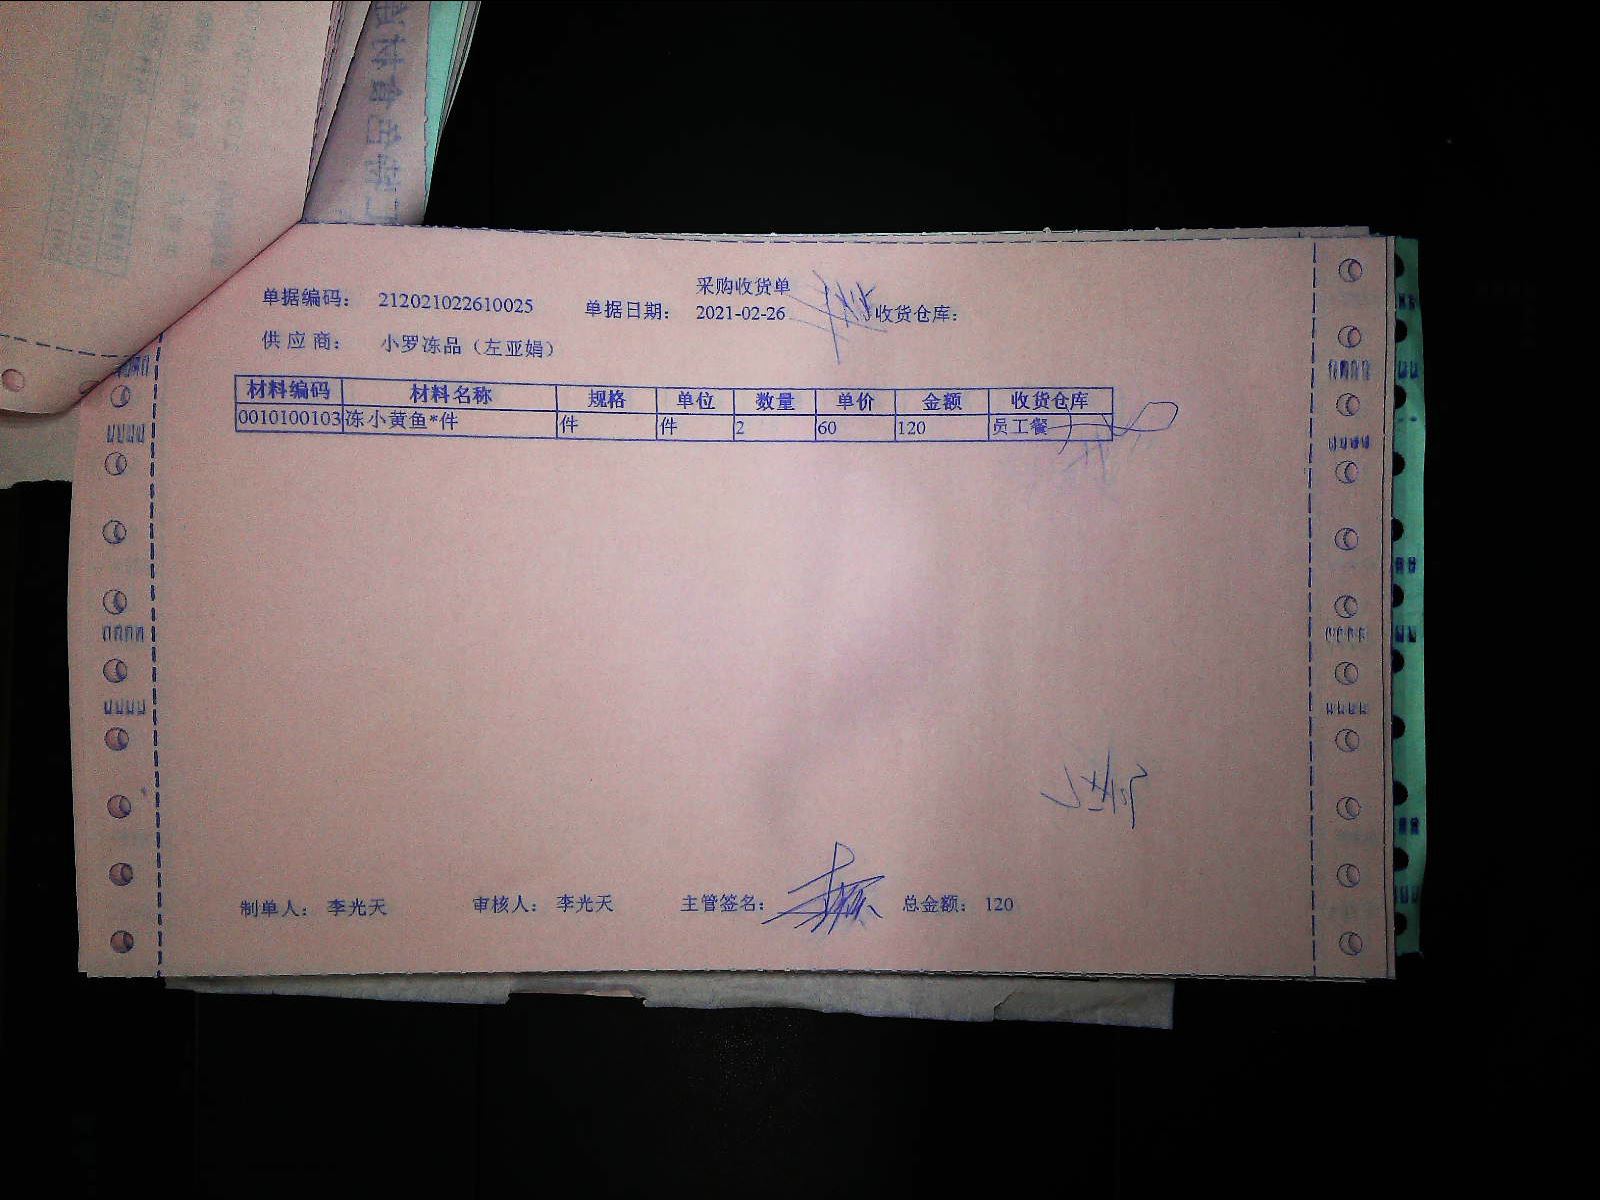 采购收货单
单据编码: 212021022610025 单据日期: 2021-02-26 收货仓库:
供应商: 小罗冻品（左亚娟）
材料编码 材料名称 规格 单位 数量 单价 金额 收货仓库
0010100103 冻小黄鱼*件 件 件 2 60 120 员工餐
制单人: 李光天 审核人: 李光天 主管签名: 总金额: 120